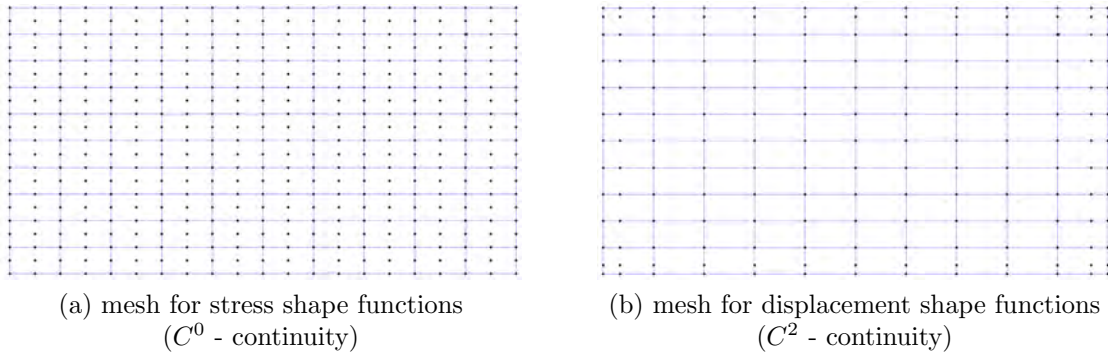 (a) mesh for stress shape functions
(C^0 - continuity)
(b) mesh for displacement shape functions
(C^2 - continuity)